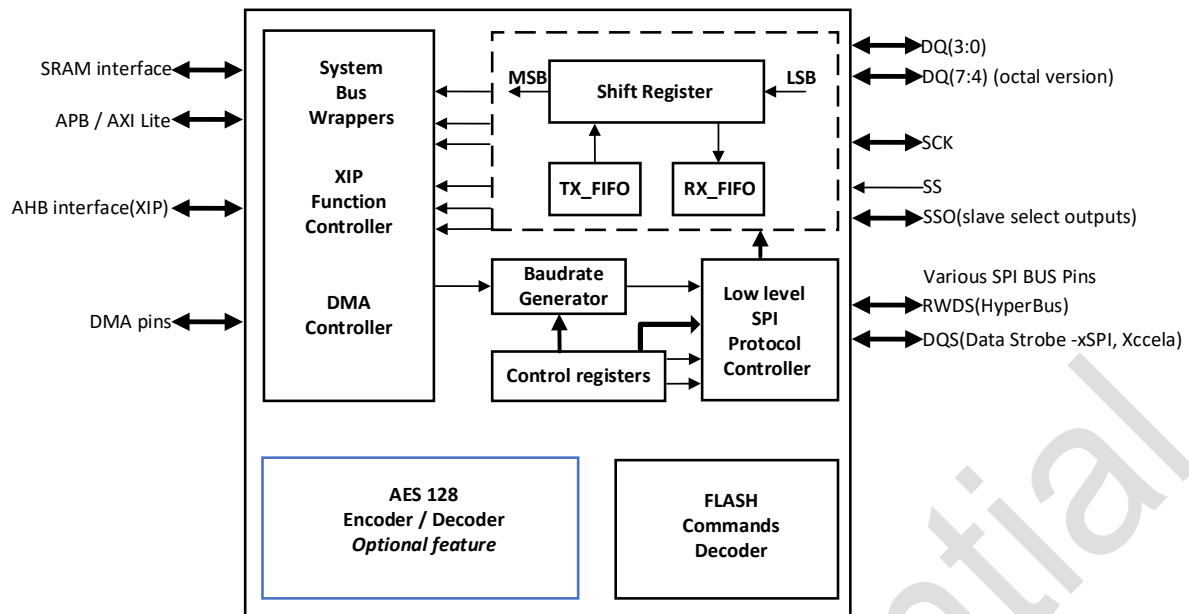 SRAM interface
APB / AXI Lite
AHB interface(XIP)
DMA pins
System
Bus
Wrappers
XIP
Function
Controller
DMA
Controller
MSB
Shift Register
LSB
TX_FIFO
RX_FIFO
Baudrate
Generator
Control registers
Low level
SPI
Protocol
Controller
DQ(3:0)
DQ(7:4) (octal version)
SCK
SS
SSO(slave select outputs)
Various SPI BUS Pins
RWDS(HyperBus)
DQS(Data Strobe -xSPI, Xccela)
AES 128
Encoder / Decoder
Optional feature
FLASH
Commands
Decoder
ntial